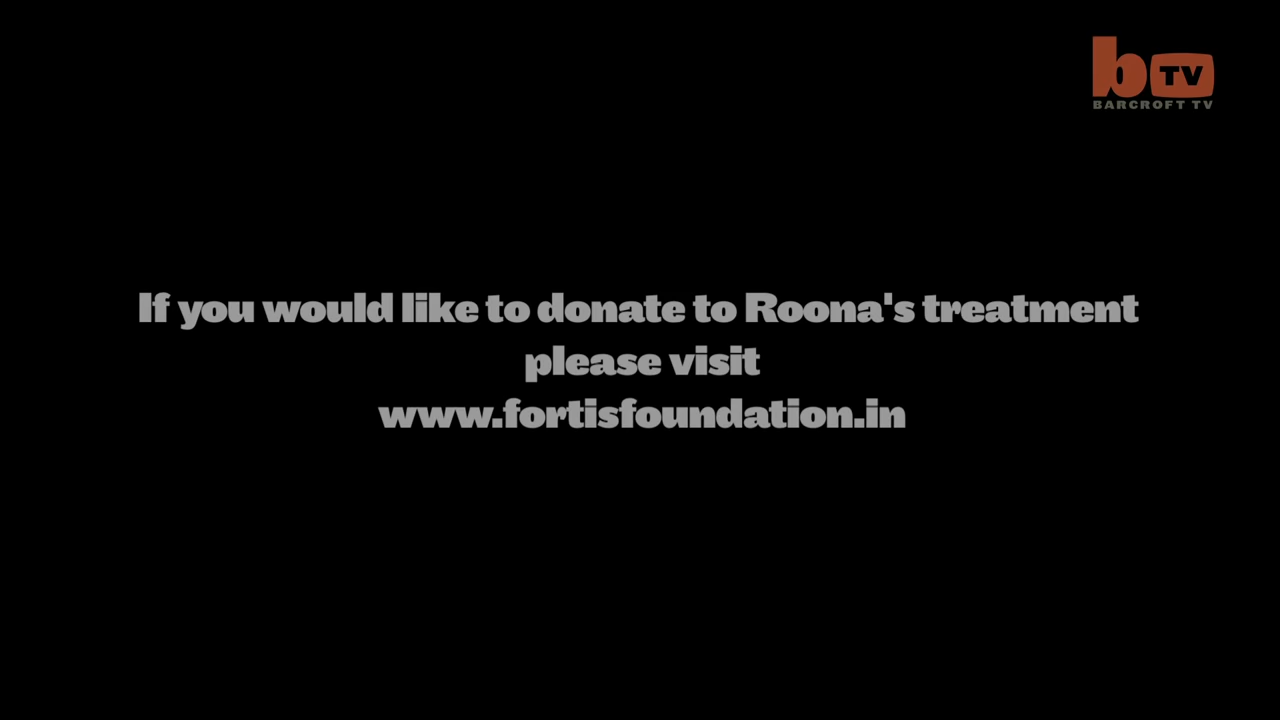 b TV
BARCROFT TV
If you would like to donate to Roona's treatment
please visit
www.fortisfoundation.in